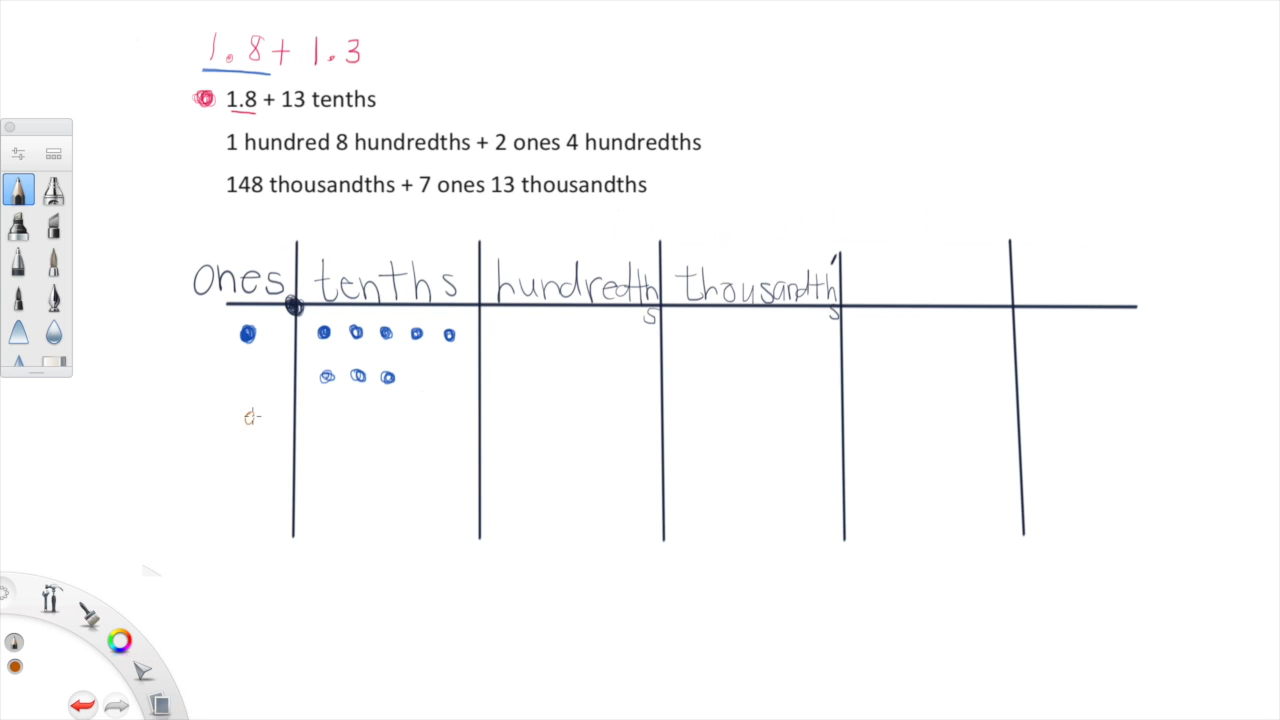 1.8 + 1.3
1.8 + 13 tenths
1 hundred 8 hundredths + 2 ones 4 hundredths
148 thousandths + 7 ones 13 thousandths
ones tenths hundredths thousandths